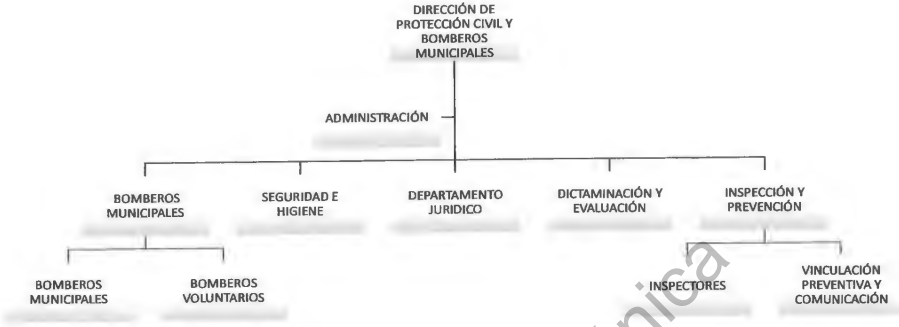 DIRECCIÓN DE
PROTECCIÓN CIVIL Y
BOMBEROS
MUNICIPALES
ADMINISTRACIÓN
BOMBEROS
MUNICIPALES
SEGURIDAD E
HIGIENE
DEPARTAMENTO
JURIDICO
DICTAMINACIÓN Y
EVALUACIÓN
INSPECCIÓN Y
PREVENCIÓN
BOMBEROS
MUNICIPALES
BOMBEROS
VOLUNTARIOS
INSPECTORES
VINCULACIÓN
PREVENTIVA Y
COMUNICACIÓN